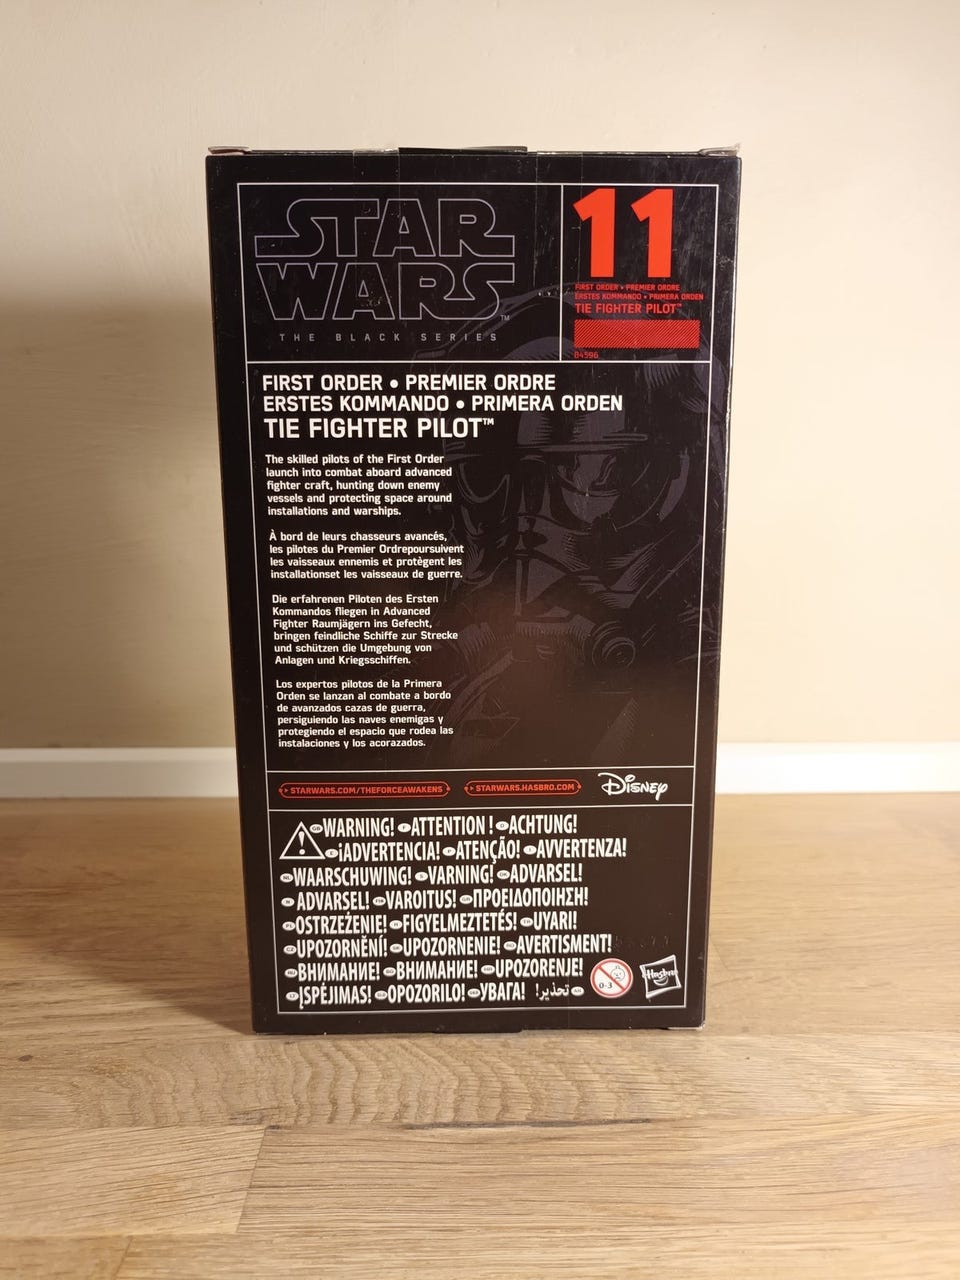 STAR
WARS
TM
THE BLACK SERIES
11
FIRST ORDER • PREMIER ORDRE
ERSTES KOMMANDO • PRIMERA ORDEN
TIE FIGHTER PILOT™
B4596
FIRST ORDER • PREMIER ORDRE
ERSTES KOMMANDO • PRIMERA ORDEN
TIE FIGHTER PILOT™
The skilled pilots of the First Order
launch into combat aboard advanced
fighter craft, hunting down enemy
vessels and protecting space around
installations and warships.
À bord de leurs chasseurs avancés,
les pilotes du Premier Ordrepoursuivent
les vaisseaux ennemis et protègent les
installationset les vaisseaux de guerre.
Die erfahrenen Piloten des Ersten
Kommandos fliegen in Advanced
Fighter Raumjägern ins Gefecht,
bringen feindliche Schiffe zur Strecke
und schützen die Umgebung von
Anlagen und Kriegsschiffen.
Los expertos pilotos de la Primera
Orden se lanzan al combate a bordo
de avanzados cazas de guerra,
persiguiendo las naves enemigas y
protegiendo el espacio que rodea las
instalaciones y los acorazados.
STARWARS.COM/THEFORCEAWAKENS
STARWARS.HASBRO.COM
Disney
WARNING! ATTENTION ! ACHTUNG!
¡ADVERTENCIA! ATENÇÃO! AVVERTENZA!
WAARSCHUWING! VARNING! ADVARSEL!
ADVARSEL! VAROITUS! ΠΡΟΕΙΔΟΠΟΙΗΣΗ!
OSTRZEŻENIE! FIGYELMEZTETÉS! UYARI!
UPOZORNĚNÍ! UPOZORNENIE! AVERTISMENT!
ВНИМАНИЕ! ВНИМАНИЕ! UPOZORENJE!
ĮSPĖJIMAS! OPOZORILO! УВАГА! تحذير!
0-3
Hasbro